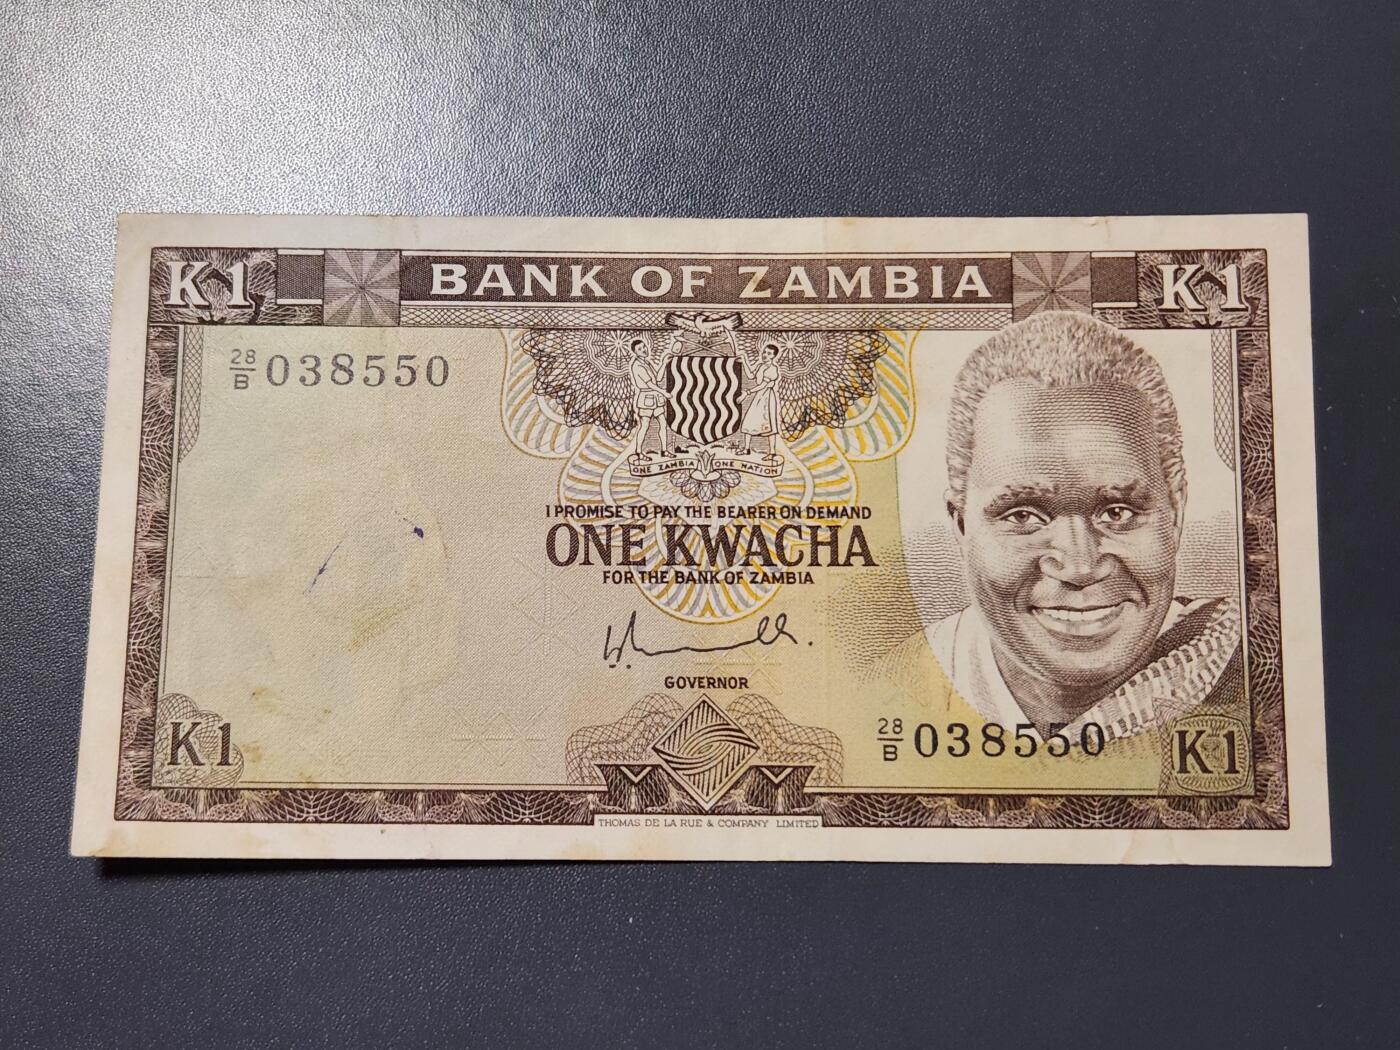 K1 BANK OF ZAMBIA K1
28/B 038550
ONE ZAMBIA ONE NATION
I PROMISE TO PAY THE BEARER ON DEMAND
ONE KWACHA
FOR THE BANK OF ZAMBIA
GOVERNOR
28/B 038550
K1 K1
THOMAS DE LA RUE & COMPANY LIMITED